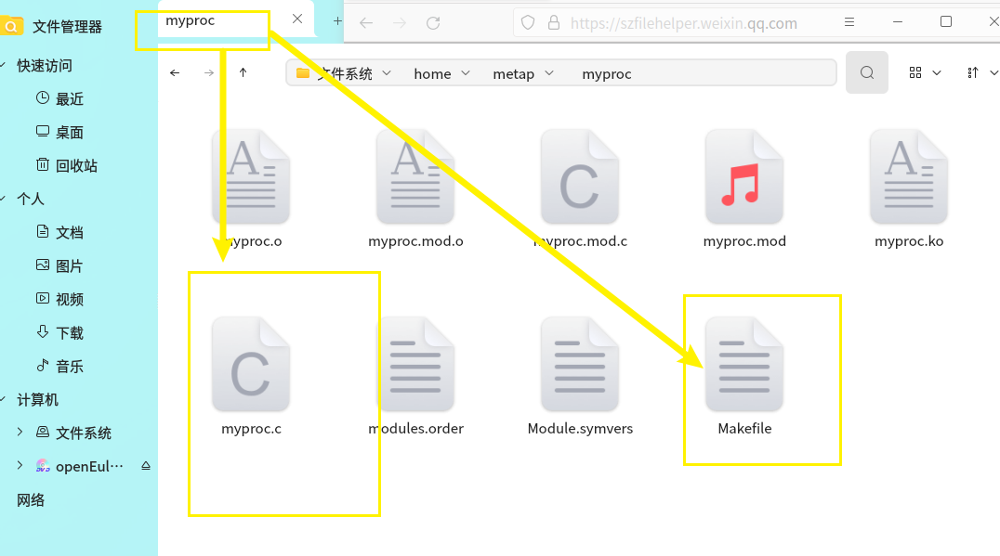 文件管理器
myproc
https://szfilehelper.weixin.qq.com
快速访问
最近
桌面
回收站
个人
文档
图片
视频
下载
音乐
计算机
文件系统
openEul⋯
网络
文件系统 home metap myproc
myproc.o myproc.mod.o myproc.mod.c myproc.mod myproc.ko
myproc.c modules.order Module.symvers Makefile